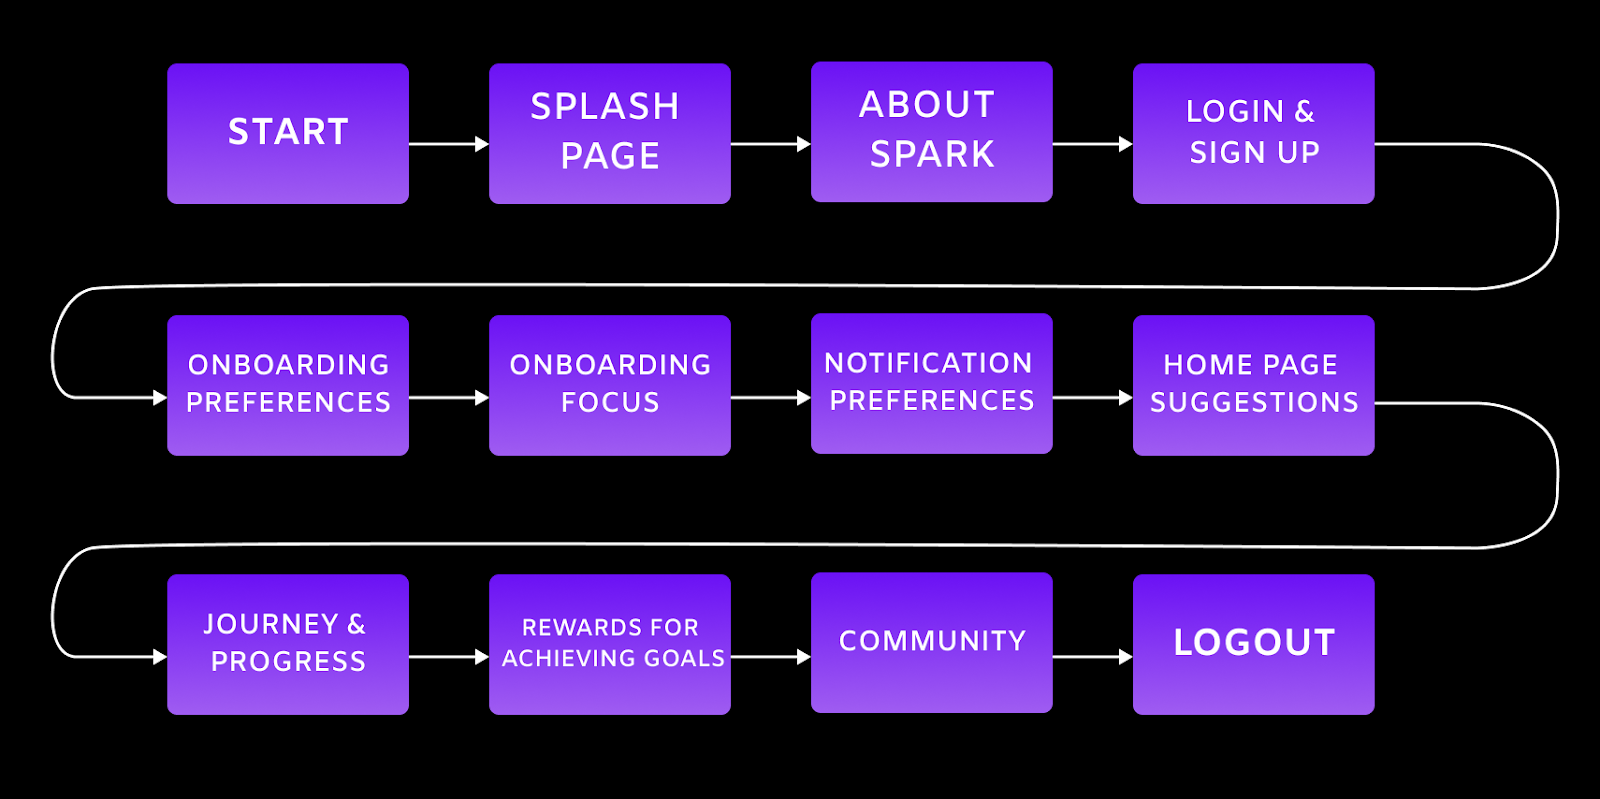 START
SPLASH
PAGE
ABOUT
SPARK
LOGIN &
SIGN UP
ONBOARDING
PREFERENCES
ONBOARDING
FOCUS
NOTIFICATION
PREFERENCES
HOME PAGE
SUGGESTIONS
JOURNEY &
PROGRESS
REWARDS FOR
ACHIEVING GOALS
COMMUNITY
LOGOUT